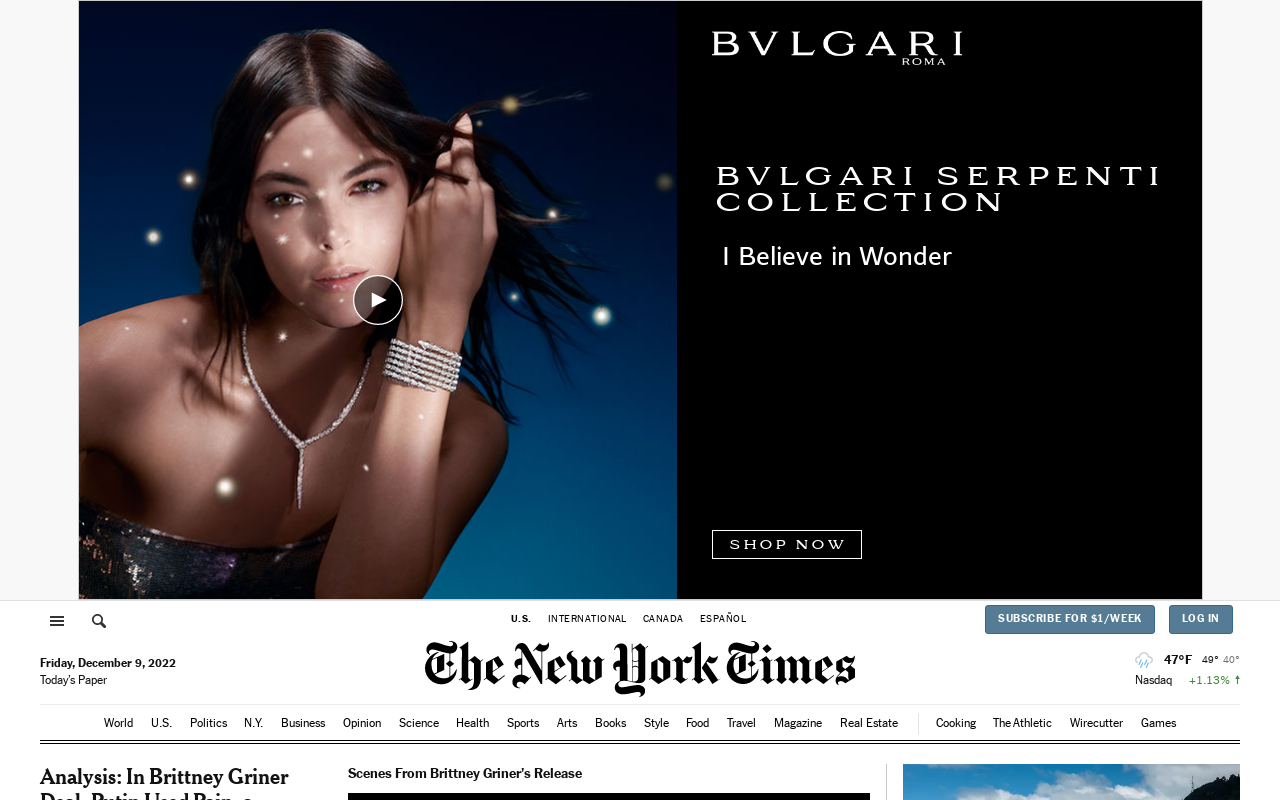 BVLGARI
ROMA
BVLGARI SERPENTI
COLLECTION
I Believe in Wonder
SHOP NOW
U.S. INTERNATIONAL CANADA ESPAÑOL
SUBSCRIBE FOR $1/WEEK LOG IN
The New York Times
Friday, December 9, 2022
Today's Paper
47°F 49° 40°
Nasdaq +1.13% ↑
World U.S. Politics N.Y. Business Opinion Science Health Sports Arts Books Style Food Travel Magazine Real Estate Cooking The Athletic Wirecutter Games
Analysis: In Brittney Griner
Deal, Putin Used Pain, a
Scenes From Brittney Griner's Release